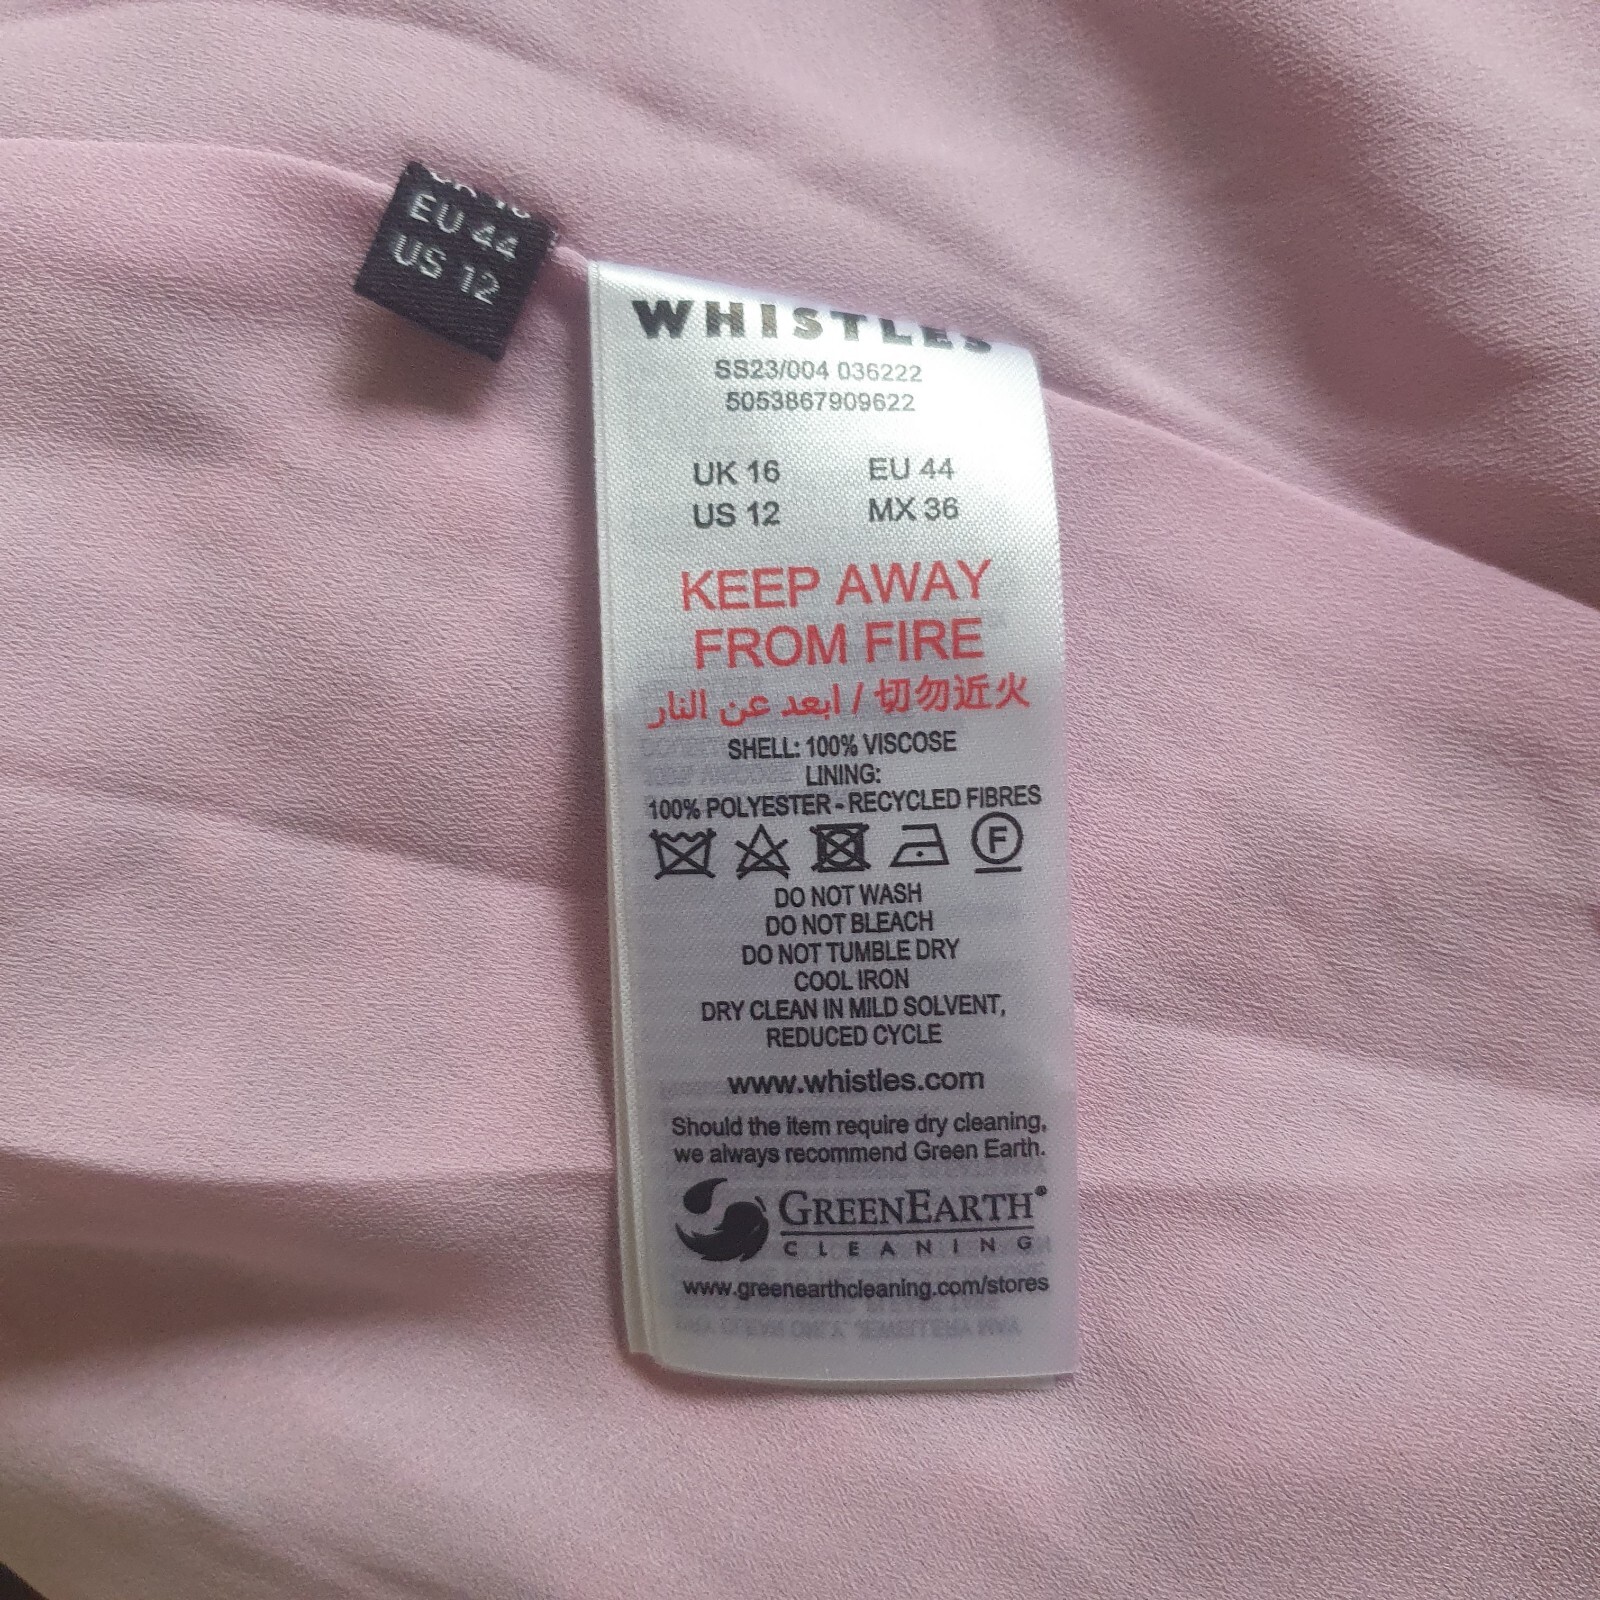 EU 44
US 12
WHISTLES
SS23/004 036222
5053867909622
UK 16 EU 44
US 12 MX 36
KEEP AWAY
FROM FIRE
ابعد عن النار / 切勿近火
SHELL: 100% VISCOSE
LINING:
100% POLYESTER - RECYCLED FIBRES
F
DO NOT WASH
DO NOT BLEACH
DO NOT TUMBLE DRY
COOL IRON
DRY CLEAN IN MILD SOLVENT,
REDUCED CYCLE
www.whistles.com
Should the item require dry cleaning,
we always recommend Green Earth.
GREENEARTH®
CLEANING
www.greenearthcleaning.com/stores